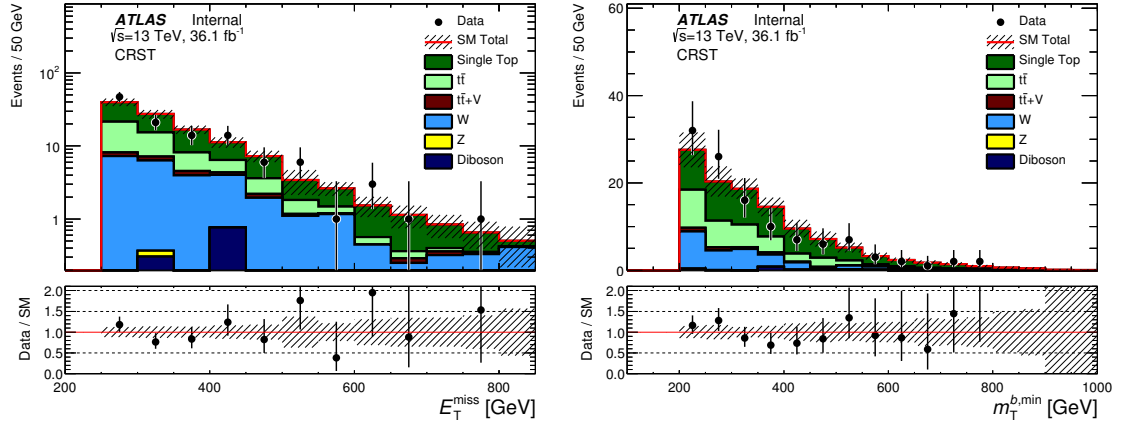 ATLAS Internal
√s=13 TeV, 36.1 fb⁻¹
CRST
Data
SM Total
Single Top
tt̄
tt̄+V
W
Z
Diboson
Events / 50 GeV
10²
10
1
Data / SM
2.0
1.5
1.0
0.5
0.0
200 400 600 800
E_T^miss [GeV]
ATLAS Internal
√s=13 TeV, 36.1 fb⁻¹
CRST
Data
SM Total
Single Top
tt̄
tt̄+V
W
Z
Diboson
Events / 50 GeV
60
40
20
0
Data / SM
2.0
1.5
1.0
0.5
0.0
200 400 600 800 1000
m_T^b,min [GeV]